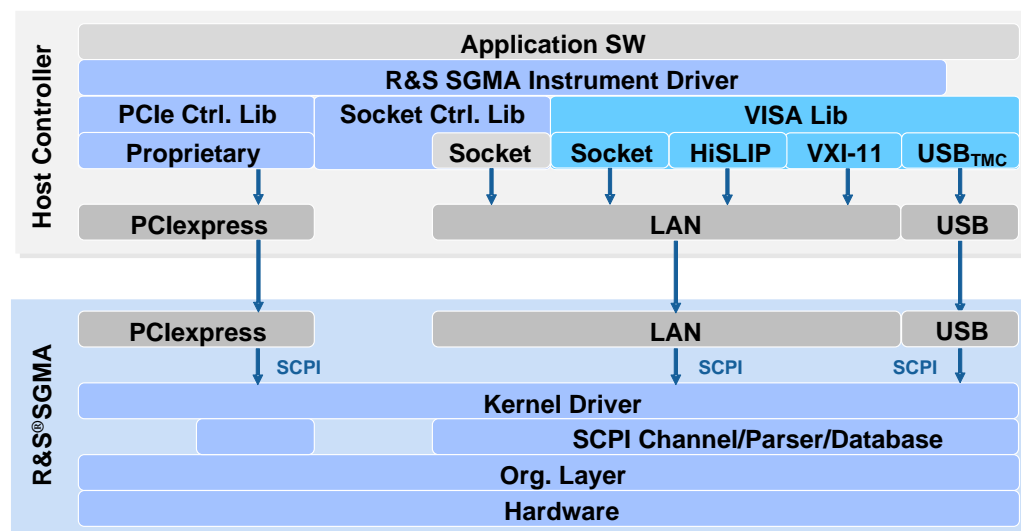 Host Controller
Application SW
R&S SGMA Instrument Driver
PCIe Ctrl. Lib
Socket Ctrl. Lib
VISA Lib
Proprietary
Socket
Socket
HiSLIP
VXI-11
USBTMC
PCIexpress
LAN
USB
R&S®SGMA
PCIexpress
LAN
USB
SCPI
SCPI
SCPI
Kernel Driver
SCPI Channel/Parser/Database
Org. Layer
Hardware